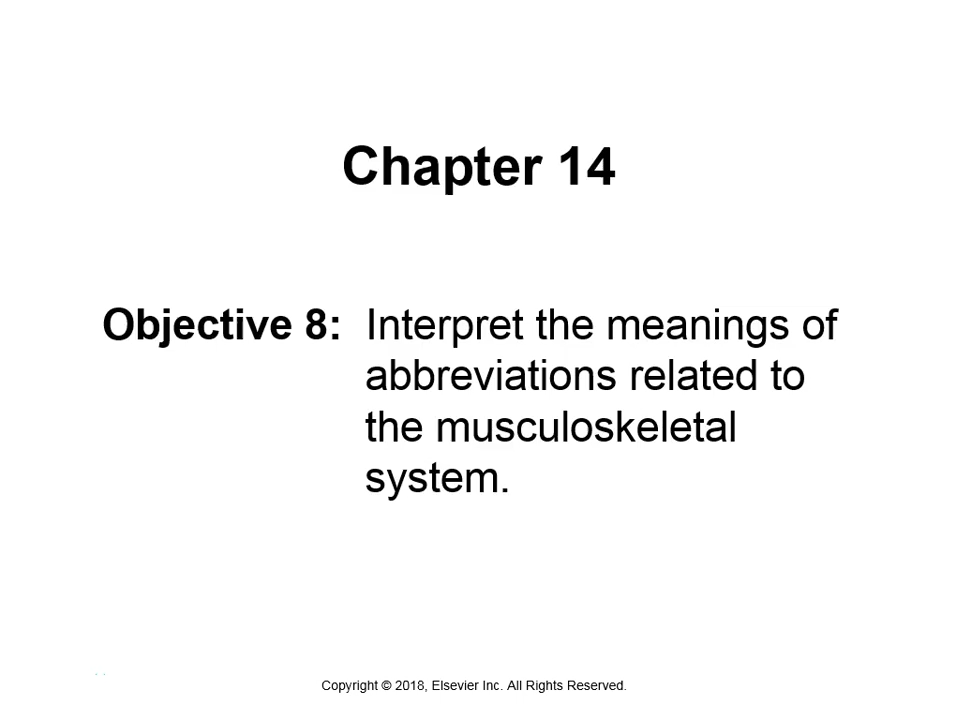 Chapter 14
Objective 8: Interpret the meanings of
abbreviations related to
the musculoskeletal
system.
Copyright © 2018, Elsevier Inc. All Rights Reserved.